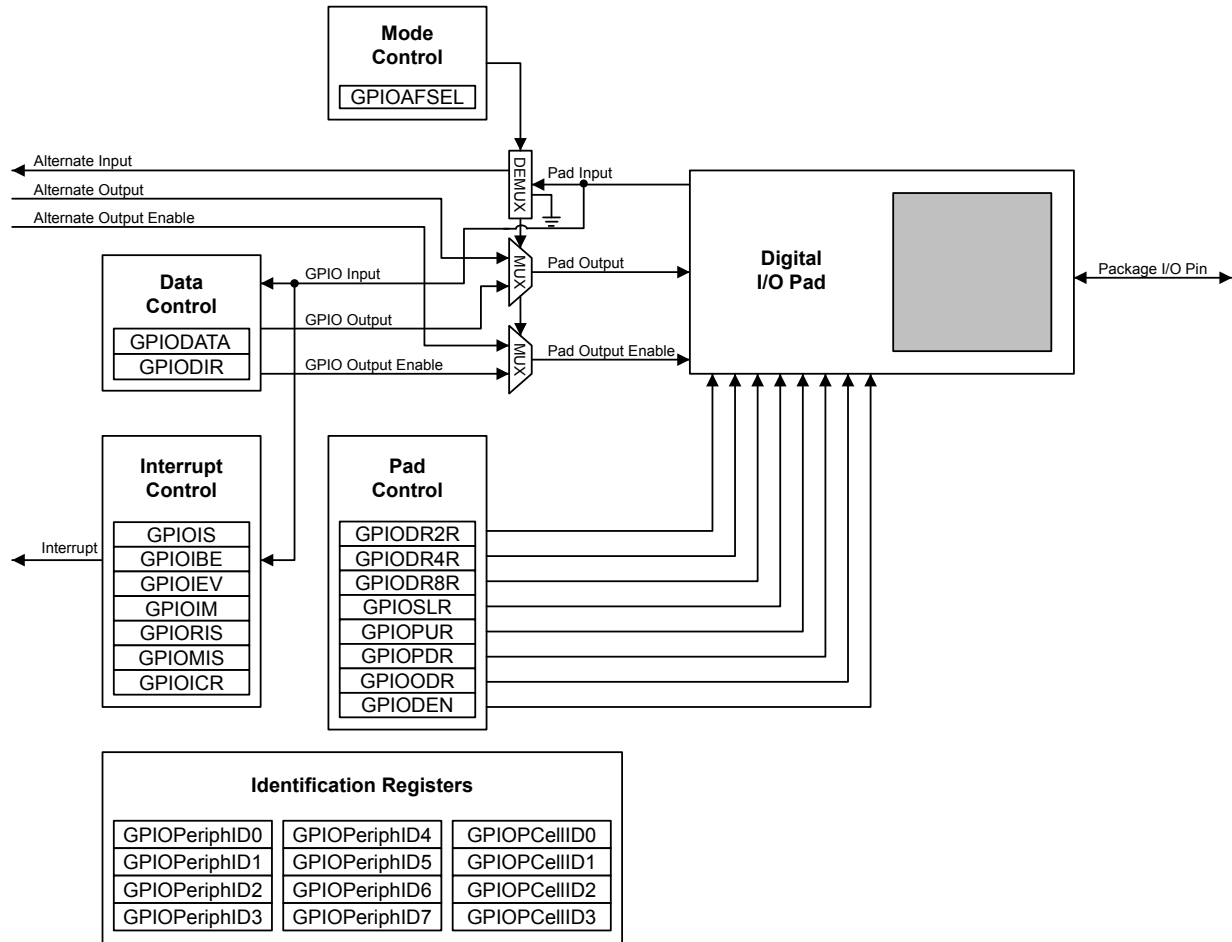 Mode
Control
GPIOAFSEL
Alternate Input
Alternate Output
Alternate Output Enable
DEMUX
Pad Input
MUX
Pad Output
MUX
Pad Output Enable
Digital
I/O Pad
Package I/O Pin
Data
Control
GPIODATA
GPIODIR
GPIO Input
GPIO Output
GPIO Output Enable
Interrupt
Control
GPIOIS
GPIOIBE
GPIOIEV
GPIOIM
GPIORIS
GPIOMIS
GPIOICR
Interrupt
Pad
Control
GPIODR2R
GPIODR4R
GPIODR8R
GPIOSLR
GPIOPUR
GPIOPDR
GPIOODR
GPIODEN
Identification Registers
GPIOPeriphID0
GPIOPeriphID1
GPIOPeriphID2
GPIOPeriphID3
GPIOPeriphID4
GPIOPeriphID5
GPIOPeriphID6
GPIOPeriphID7
GPIOPCellID0
GPIOPCellID1
GPIOPCellID2
GPIOPCellID3